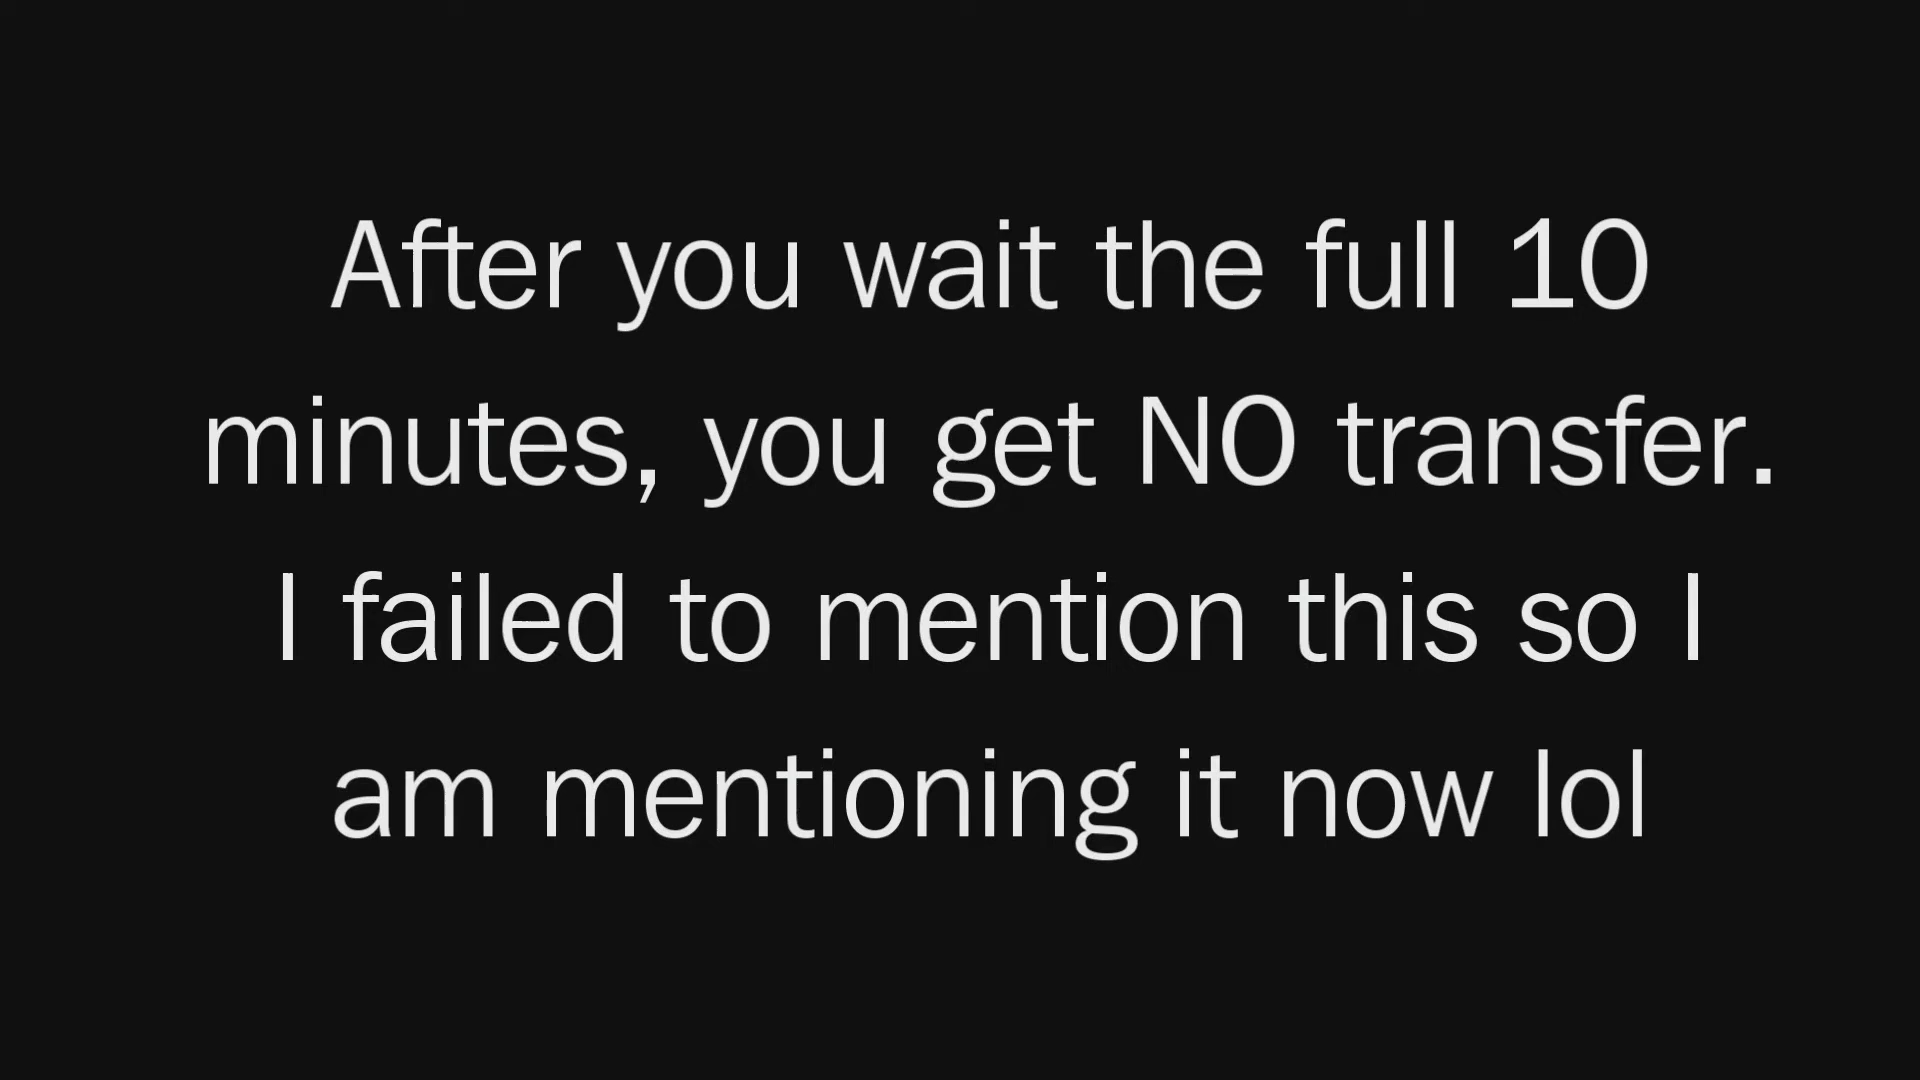 After you wait the full 10
minutes, you get NO transfer.
I failed to mention this so I
am mentioning it now lol